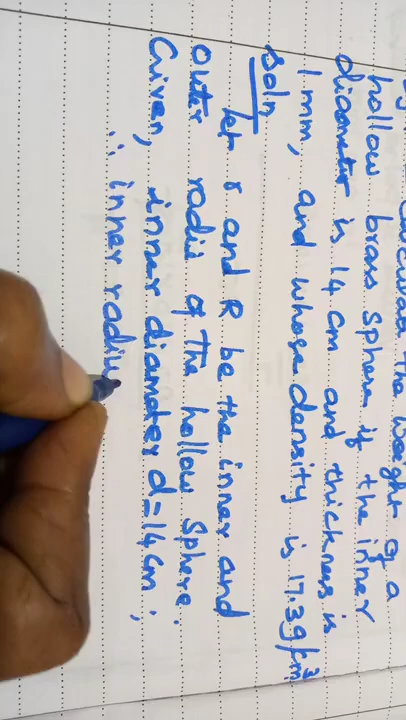 Calculate the weight of a
hollow brass sphere if the inner
diameter is 14 cm and thickness is
1 mm, and whose density is 17.3 g/cm³
Soln
Let r and R be the inner and
outer radii of the hollow sphere.
Given, inner diameter d = 14 cm;
∴ inner radiu